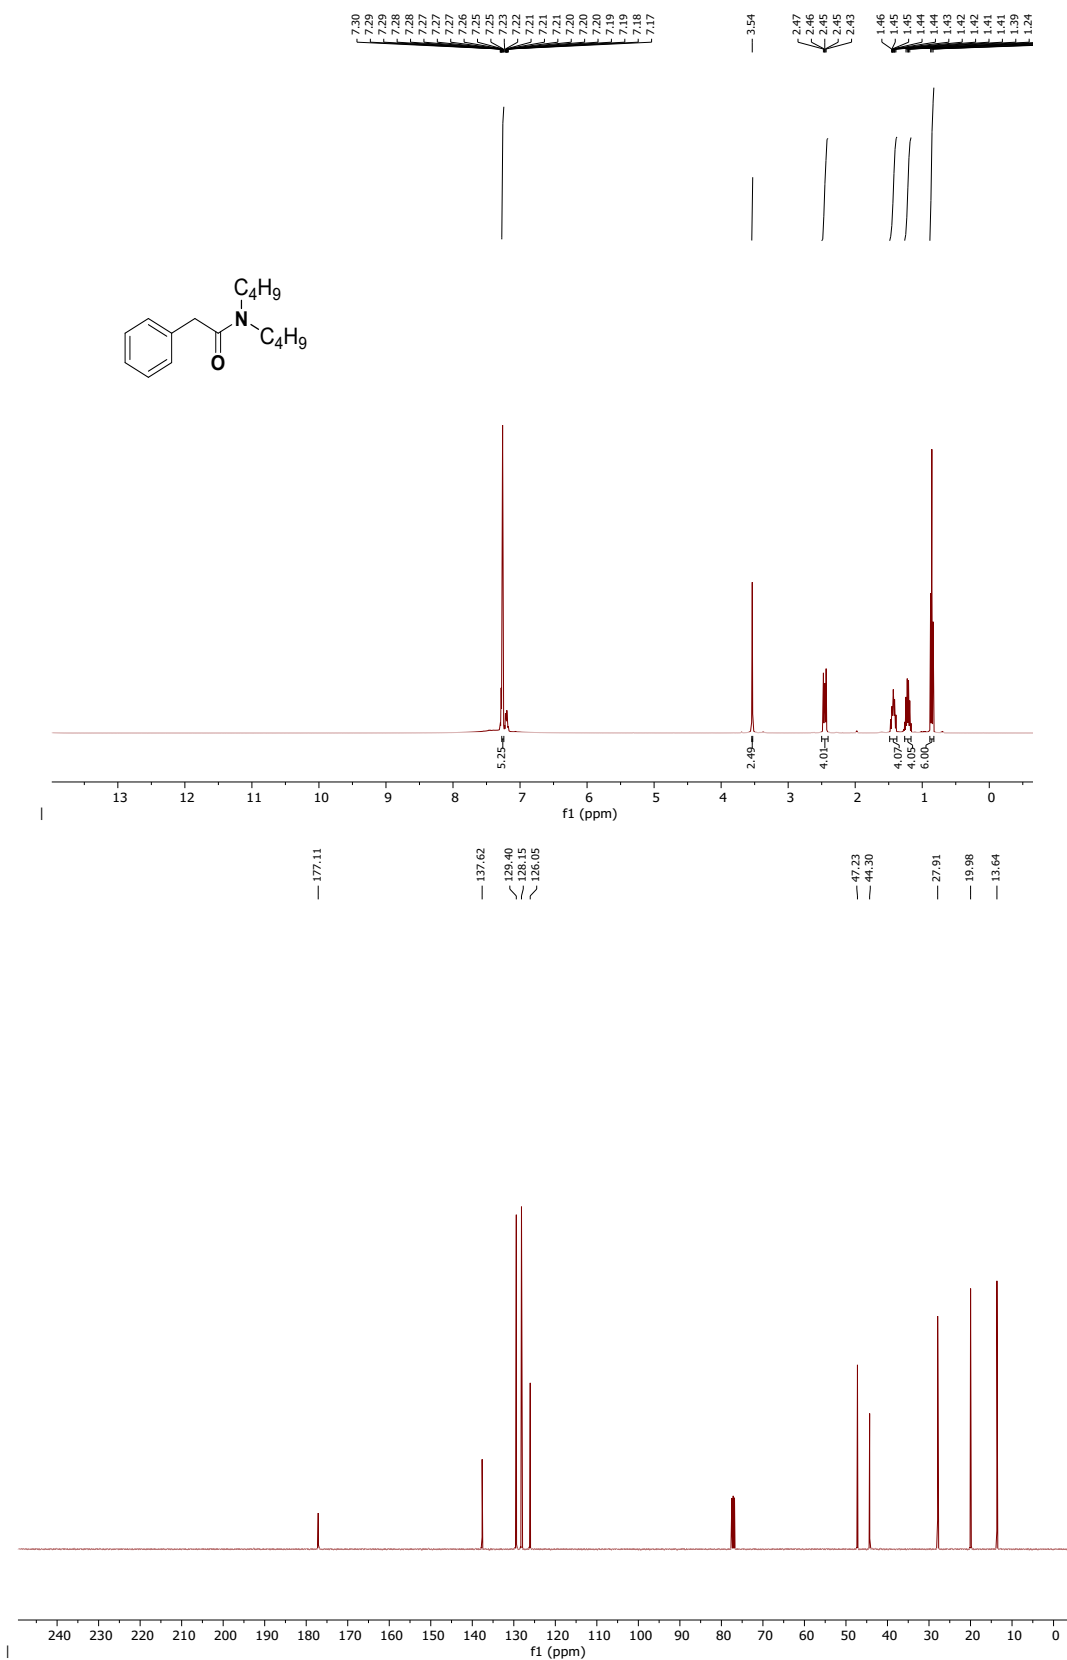 7.30 7.29 7.29 7.28 7.28 7.27 7.27 7.27 7.26 7.25 7.25 7.23 7.22 7.21 7.21 7.21 7.20 7.20 7.20 7.19 7.19 7.18 7.17 3.54 2.47 2.46 2.45 2.45 2.43 1.46 1.45 1.45 1.44 1.44 1.43 1.42 1.42 1.41 1.41 1.39 1.24
C4H9
N
C4H9
O
5.25 2.49 4.01 4.07 4.05 6.00
13 12 11 10 9 8 7 6 5 4 3 2 1 0
f1 (ppm)
177.11 137.62 129.40 128.15 126.05 47.23 44.30 27.91 19.98 13.64
240 230 220 210 200 190 180 170 160 150 140 130 120 110 100 90 80 70 60 50 40 30 20 10 0
f1 (ppm)